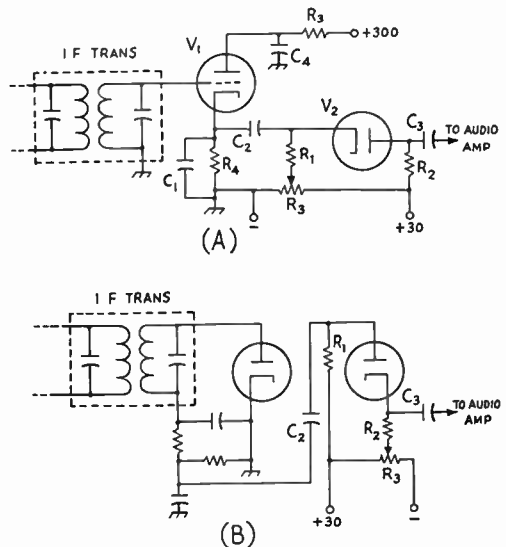 I F TRANS
V₁
R₃
+300
C₄
V₂
C₂
C₃
TO AUDIO
AMP
R₁
R₂
C₁
R₄
R₃
−
+30
(A)
I F TRANS
R₁
C₃
TO AUDIO
AMP
C₂
R₂
R₃
+30
−
(B)